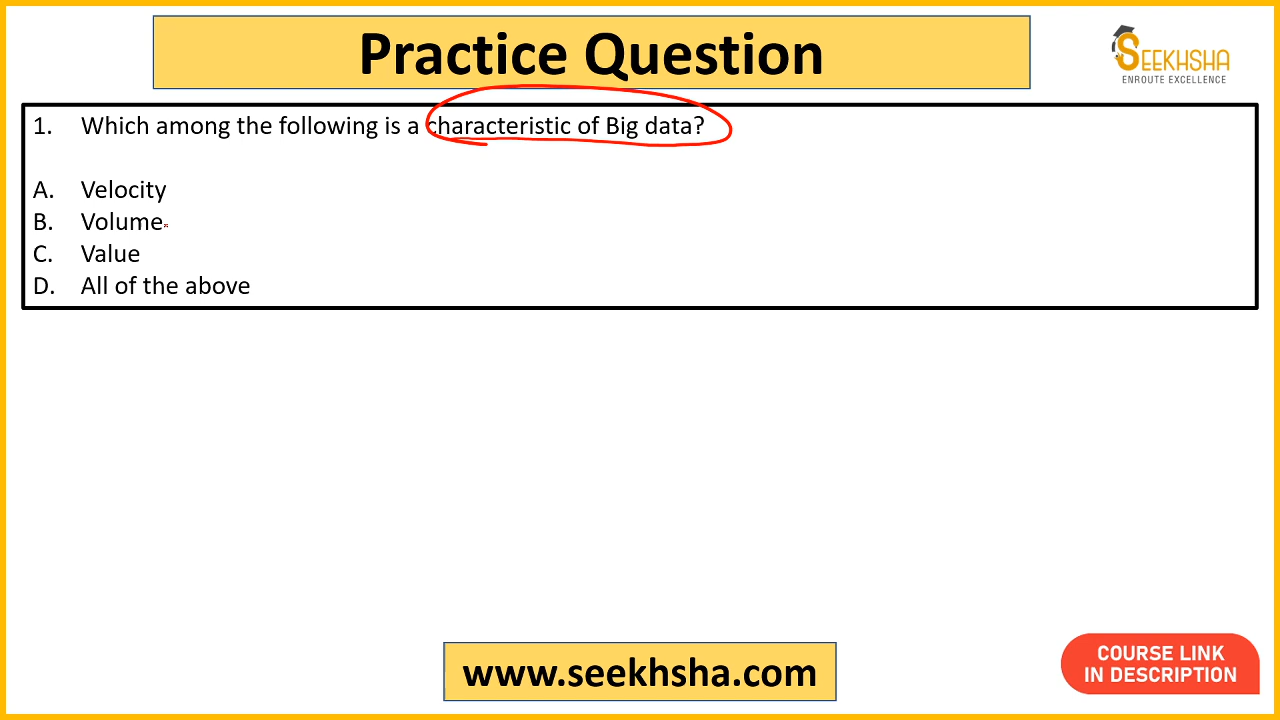 Practice Question
SEEKHSHA
ENROUTE EXCELLENCE
1. Which among the following is a characteristic of Big data?
A. Velocity
B. Volume
C. Value
D. All of the above
www.seekhsha.com
COURSE LINK
IN DESCRIPTION